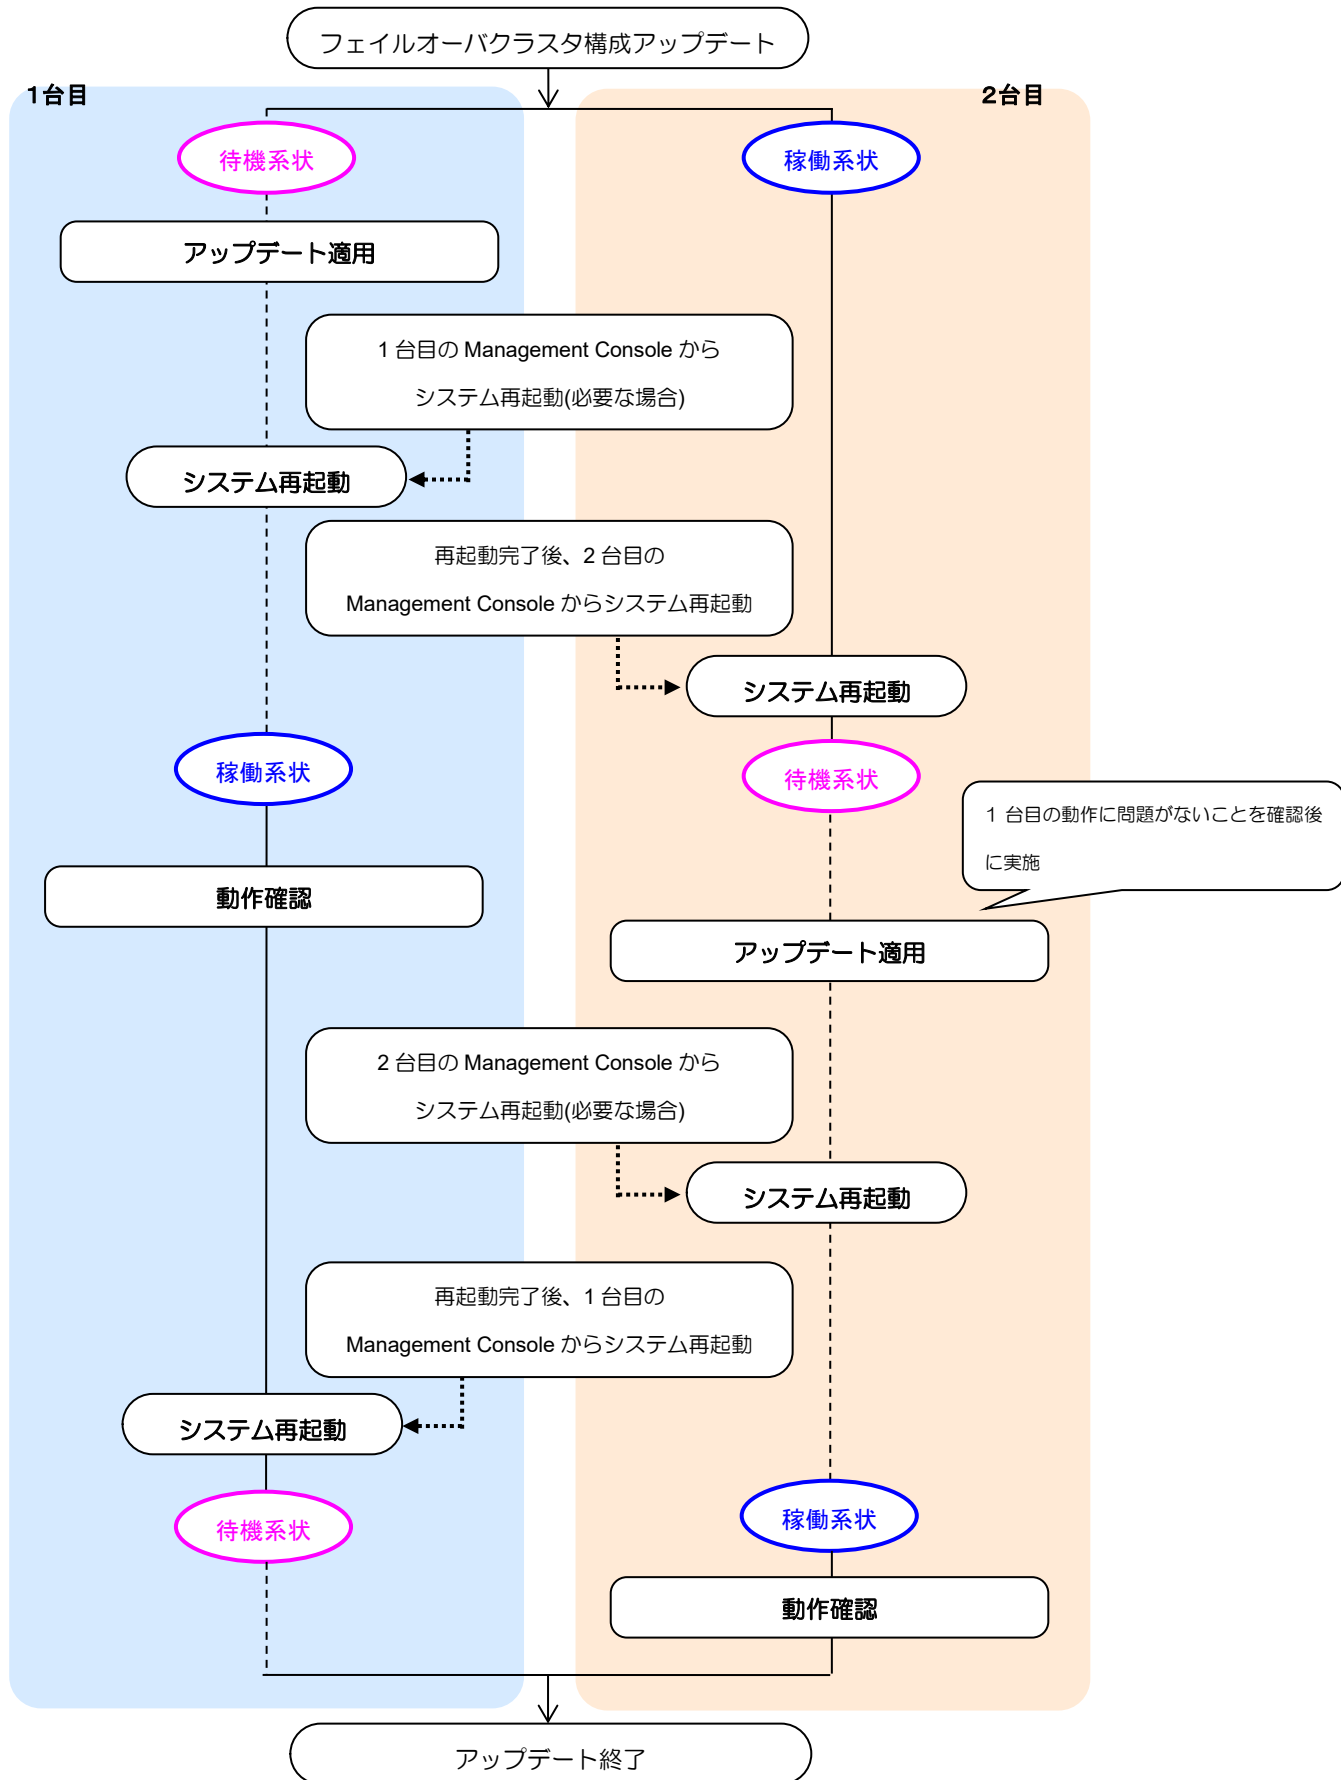 フェイルオーバクラスタ構成アップデート
1台目
2台目
待機系状
稼働系状
アップデート適用
1 台目の Management Console から
システム再起動(必要な場合)
システム再起動
再起動完了後、2 台目の
Management Console からシステム再起動
システム再起動
稼働系状
待機系状
1 台目の動作に問題がないことを確認後
に実施
動作確認
アップデート適用
2 台目の Management Console から
システム再起動(必要な場合)
システム再起動
再起動完了後、1 台目の
Management Console からシステム再起動
システム再起動
待機系状
稼働系状
動作確認
アップデート終了